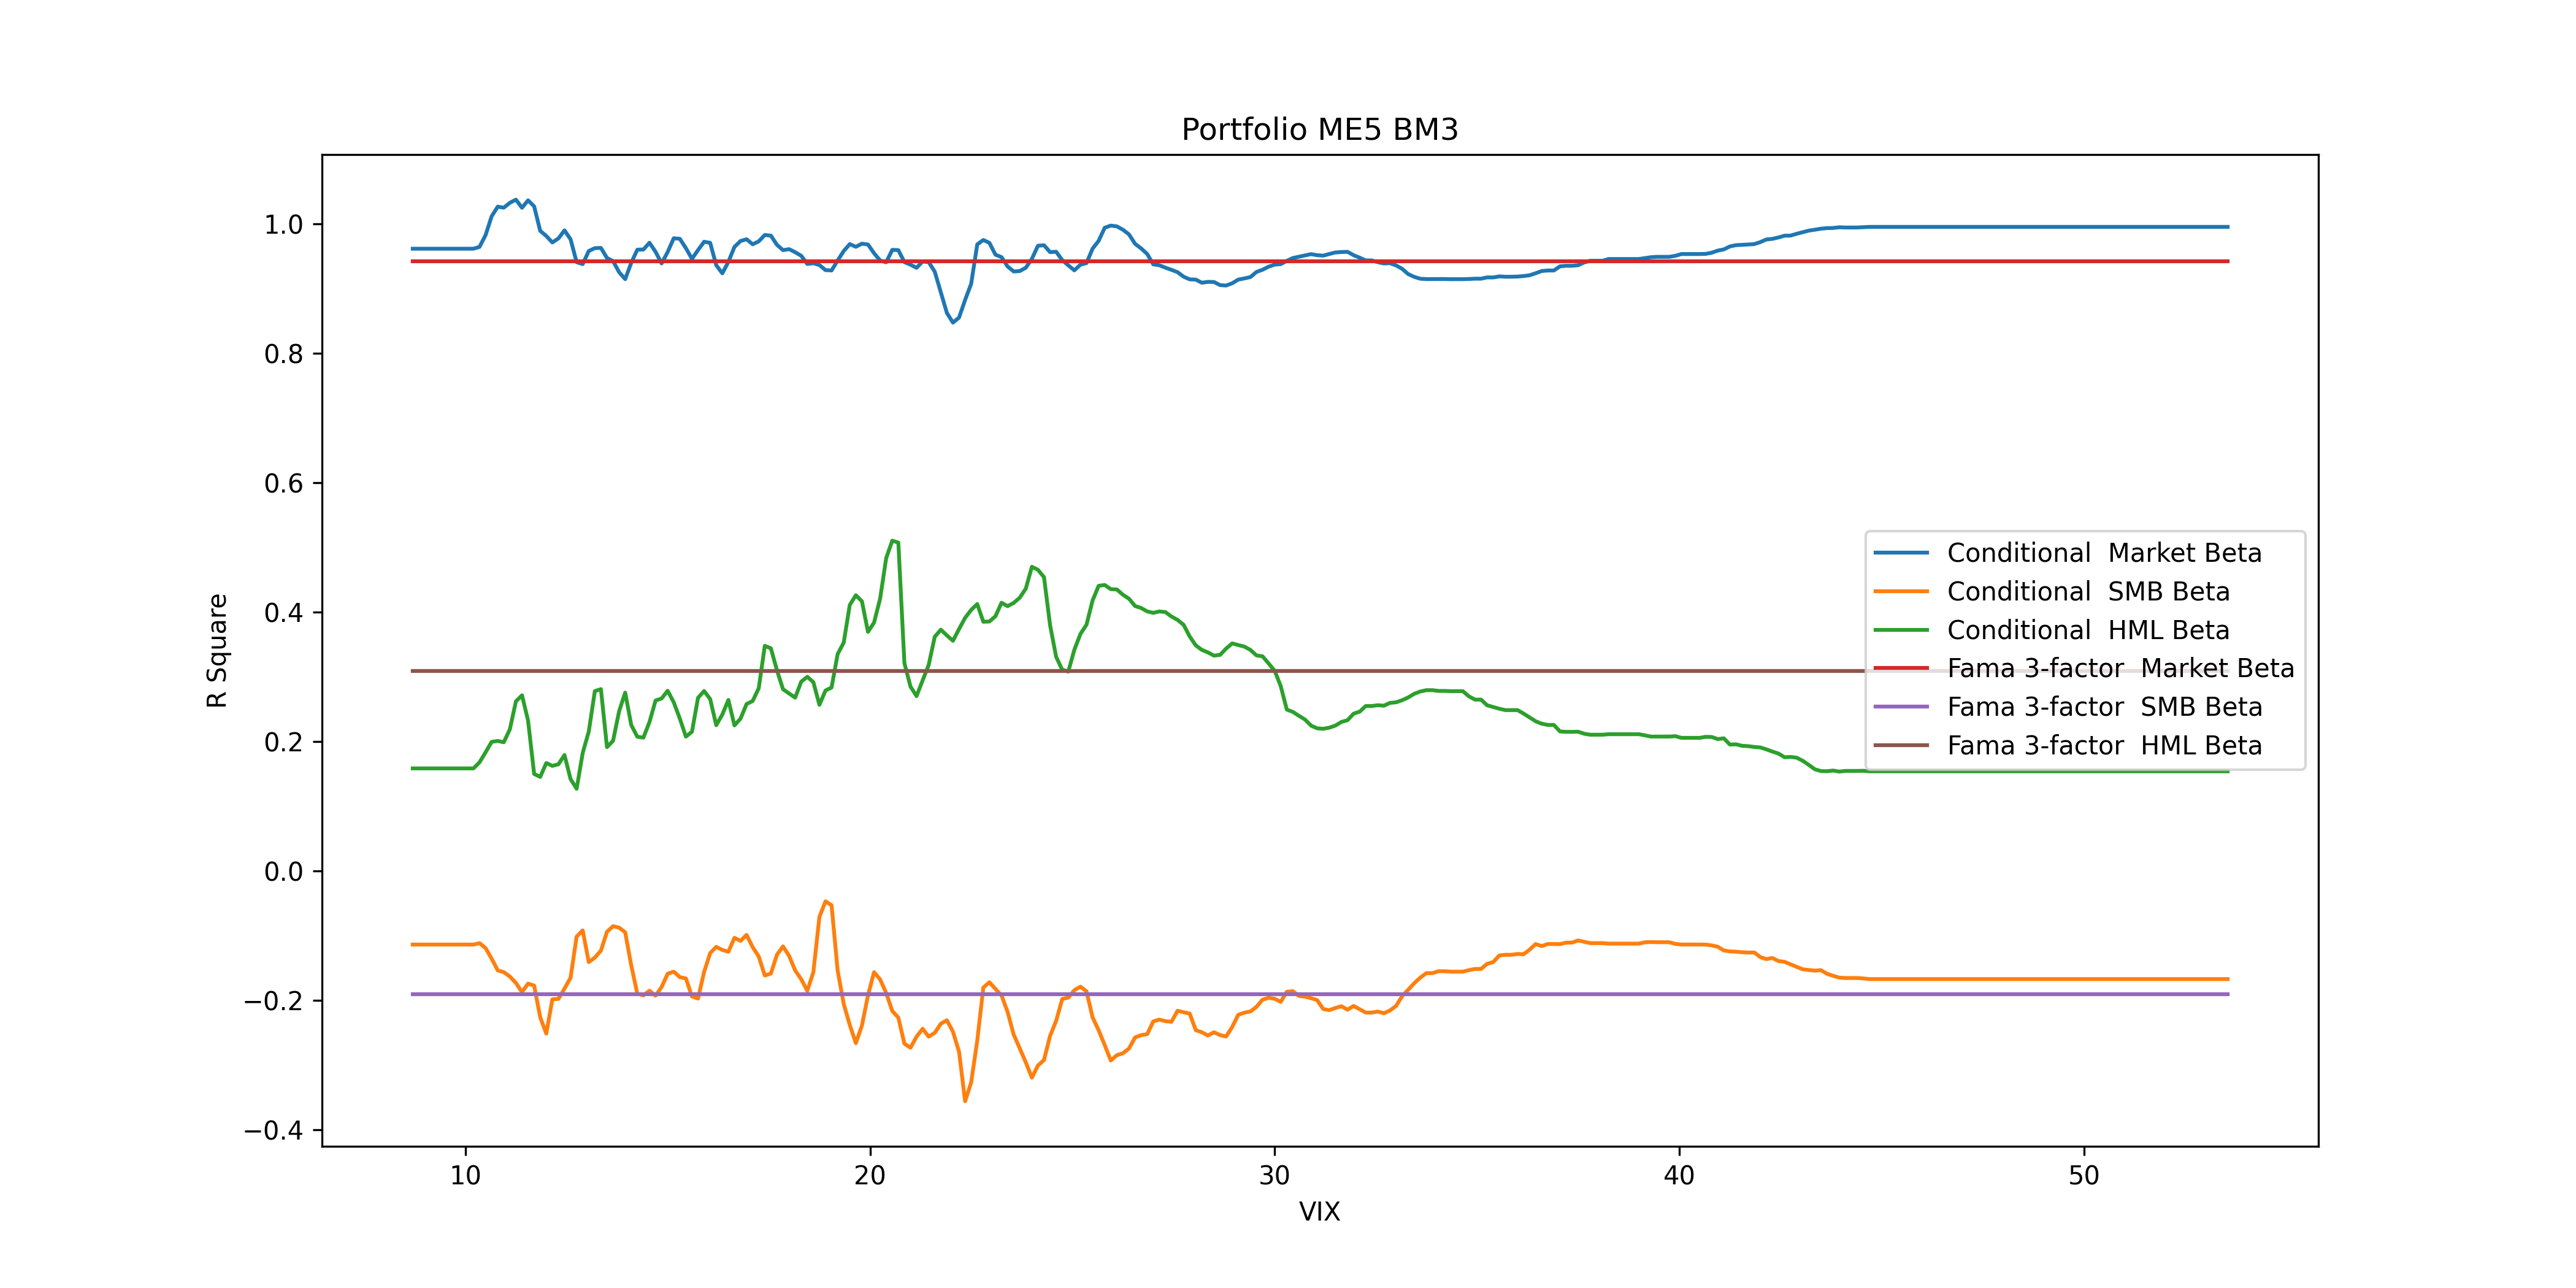 Portfolio ME5 BM3
1.0
0.8
0.6
0.4
0.2
0.0
−0.2
−0.4
R Square
Conditional  Market Beta
Conditional  SMB Beta
Conditional  HML Beta
Fama 3-factor  Market Beta
Fama 3-factor  SMB Beta
Fama 3-factor  HML Beta
10 20 30 40 50
VIX